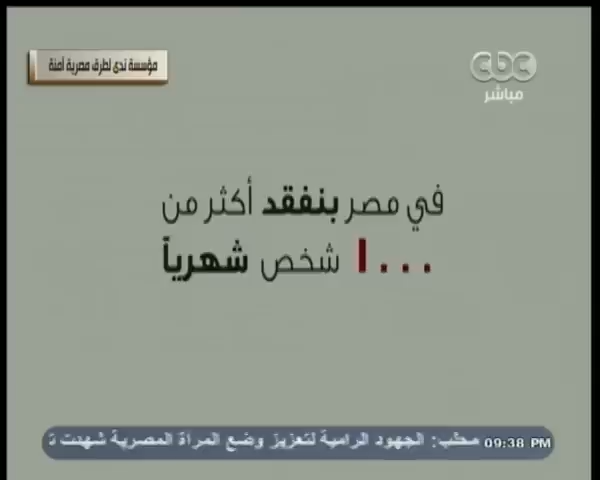 مؤسسة ندى لطرق مصرية آمنة
cbc
مباشر
في مصر بنفقد أكثر من
١٠٠٠ شخص شهرياً
09:38 PM محلب: الجهود الرامية لتعزيز وضع المرأة المصرية شهدت ت